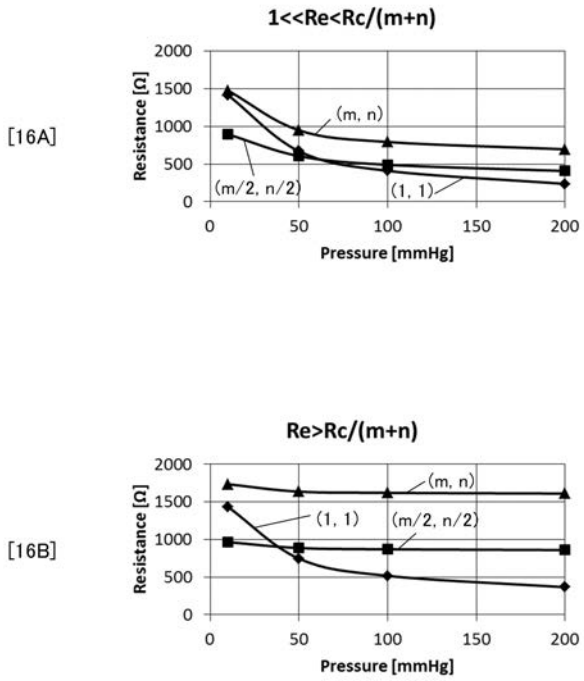 1<<Re<Rc/(m+n)
[16A]
Resistance [Ω]
2000
1500
1000
500
0
(m, n)
(m/2, n/2)
(1, 1)
0 50 100 150 200
Pressure [mmHg]
Re>Rc/(m+n)
[16B]
Resistance [Ω]
2000
1500
1000
500
0
(m, n)
(1, 1)
(m/2, n/2)
0 50 100 150 200
Pressure [mmHg]